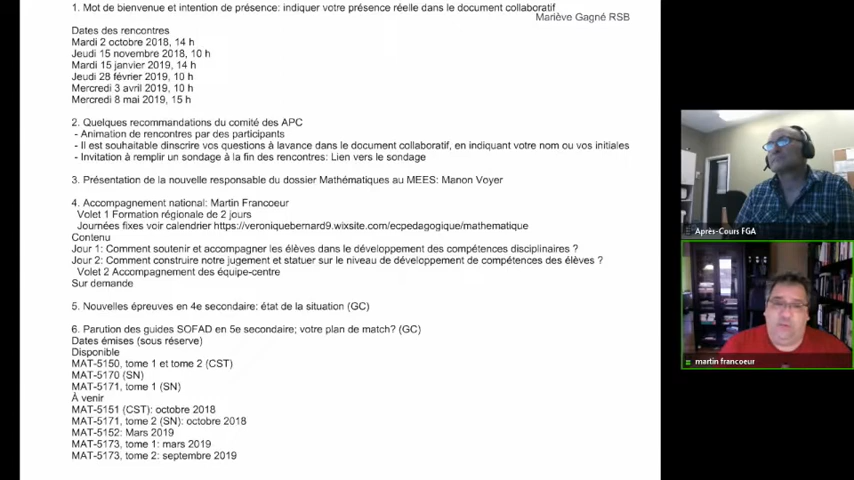 1. Mot de bienvenue et intention de présence: indiquer votre présence réelle dans le document collaboratif
Mariève Gagné RSB
Dates des rencontres
Mardi 2 octobre 2018, 14 h
Jeudi 15 novembre 2018, 10 h
Mardi 15 janvier 2019, 14 h
Jeudi 28 février 2019, 10 h
Mercredi 3 avril 2019, 10 h
Mercredi 8 mai 2019, 15 h
2. Quelques recommandations du comité des APC
- Animation de rencontres par des participants
- Il est souhaitable dinscrire vos questions à lavance dans le document collaboratif, en indiquant votre nom ou vos initiales
- Invitation à remplir un sondage à la fin des rencontres: Lien vers le sondage
3. Présentation de la nouvelle responsable du dossier Mathématiques au MEES: Manon Voyer
4. Accompagnement national: Martin Francoeur
Volet 1 Formation régionale de 2 jours
Journées fixes voir calendrier https://veroniquebernard9.wixsite.com/ecpedagogique/mathematique
Contenu
Jour 1: Comment soutenir et accompagner les élèves dans le développement des compétences disciplinaires ?
Jour 2: Comment construire notre jugement et statuer sur le niveau de développement de compétences des élèves ?
Volet 2 Accompagnement des équipe-centre
Sur demande
5. Nouvelles épreuves en 4e secondaire: état de la situation (GC)
6. Parution des guides SOFAD en 5e secondaire; votre plan de match? (GC)
Dates émises (sous réserve)
Disponible
MAT-5150, tome 1 et tome 2 (CST)
MAT-5170 (SN)
MAT-5171, tome 1 (SN)
À venir
MAT-5151 (CST): octobre 2018
MAT-5171, tome 2 (SN): octobre 2018
MAT-5152: Mars 2019
MAT-5173, tome 1: mars 2019
MAT-5173, tome 2: septembre 2019
Après-Cours FGA
martin francoeur